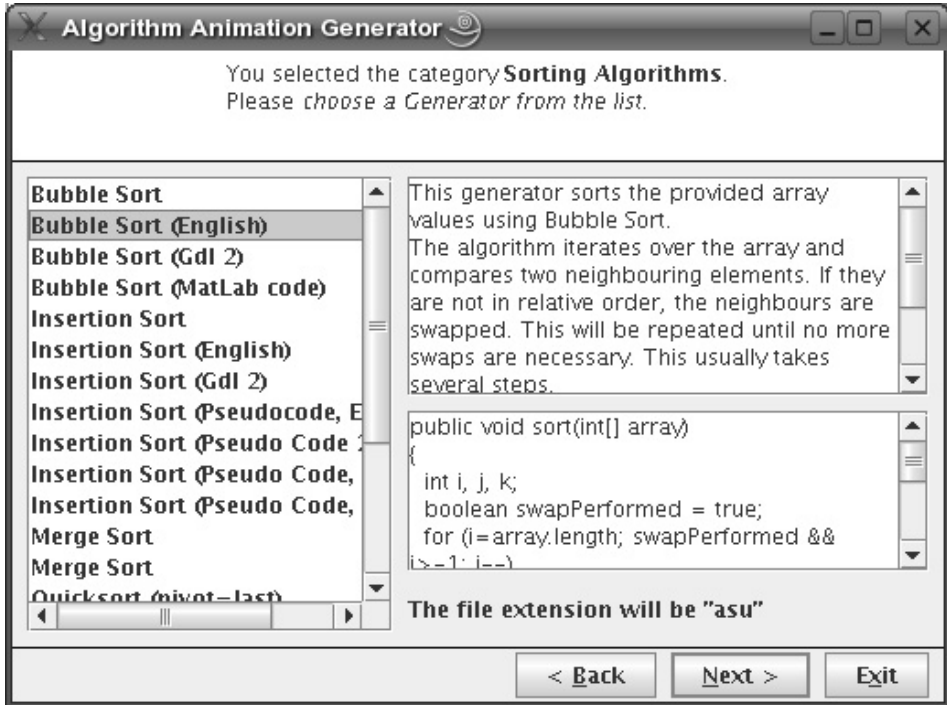 Algorithm Animation Generator
You selected the category Sorting Algorithms.
Please choose a Generator from the list.
Bubble Sort
Bubble Sort (English)
Bubble Sort (Gdl 2)
Bubble Sort (MatLab code)
Insertion Sort
Insertion Sort (English)
Insertion Sort (Gdl 2)
Insertion Sort (Pseudocode, E
Insertion Sort (Pseudo Code 2
Insertion Sort (Pseudo Code,
Insertion Sort (Pseudo Code,
Merge Sort
Merge Sort
Quicksort (pivot-last)
This generator sorts the provided array
values using Bubble Sort.
The algorithm iterates over the array and
compares two neighbouring elements. If they
are not in relative order, the neighbours are
swapped. This will be repeated until no more
swaps are necessary. This usually takes
several steps.
public void sort(int[] array)
{
int i, j, k;
boolean swapPerformed = true;
for (i=array.length; swapPerformed &&
i>-1; i--)
The file extension will be "asu"
< Back
Next >
Exit